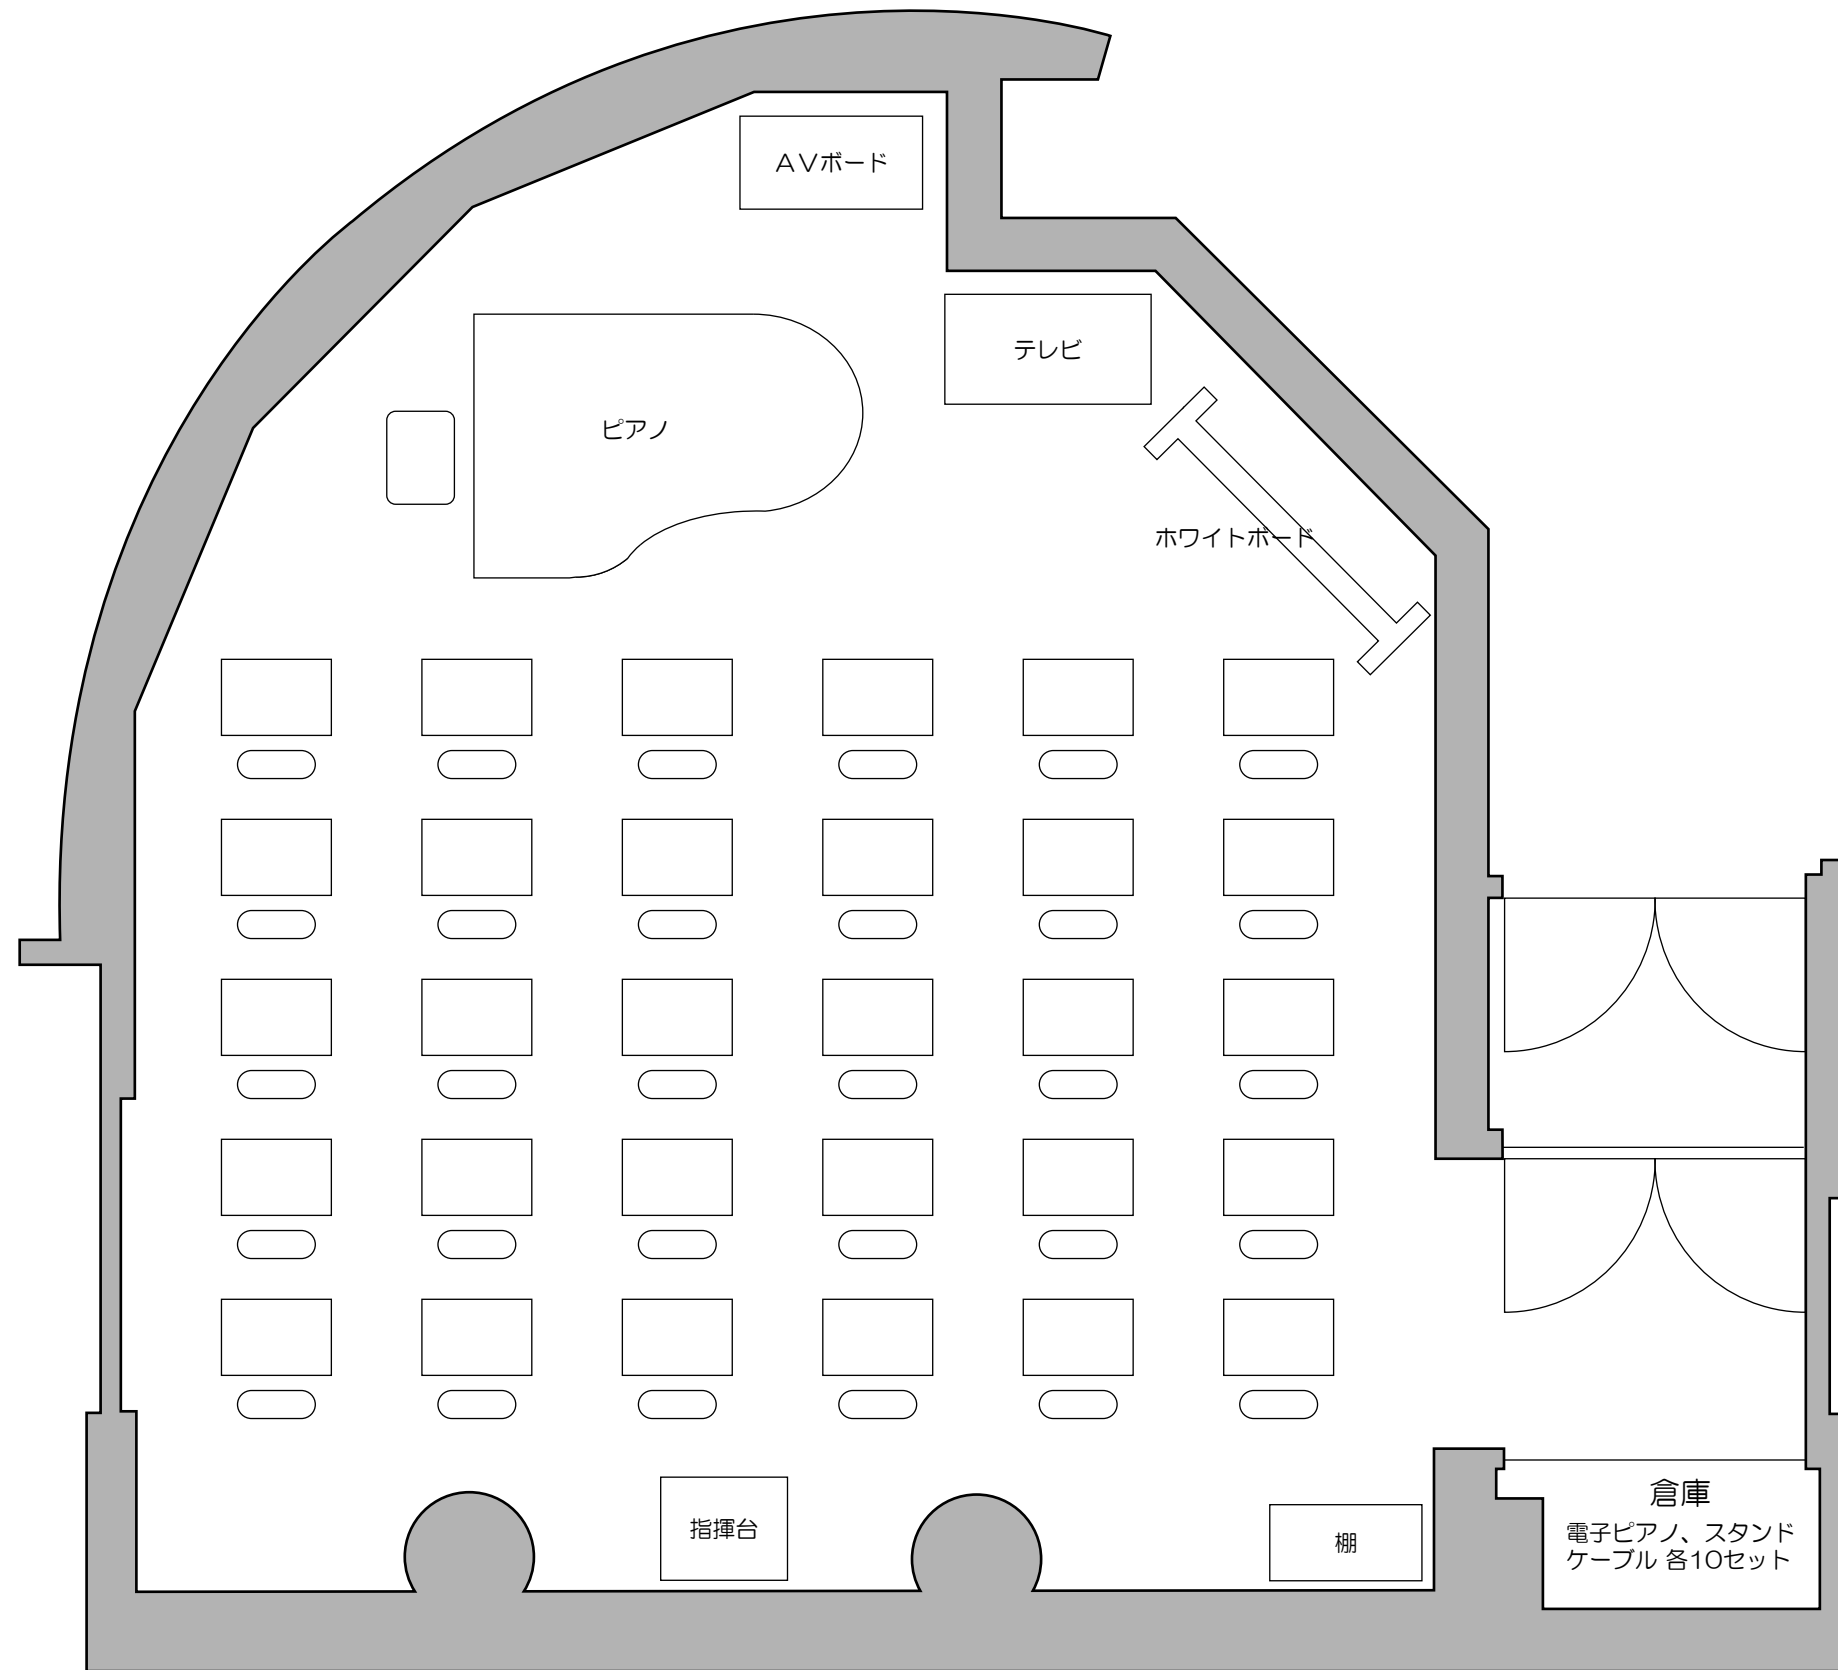 AVボード
テレビ
ピアノ
ホワイトボード
指揮台
棚
倉庫
電子ピアノ、スタンド
ケーブル 各10セット